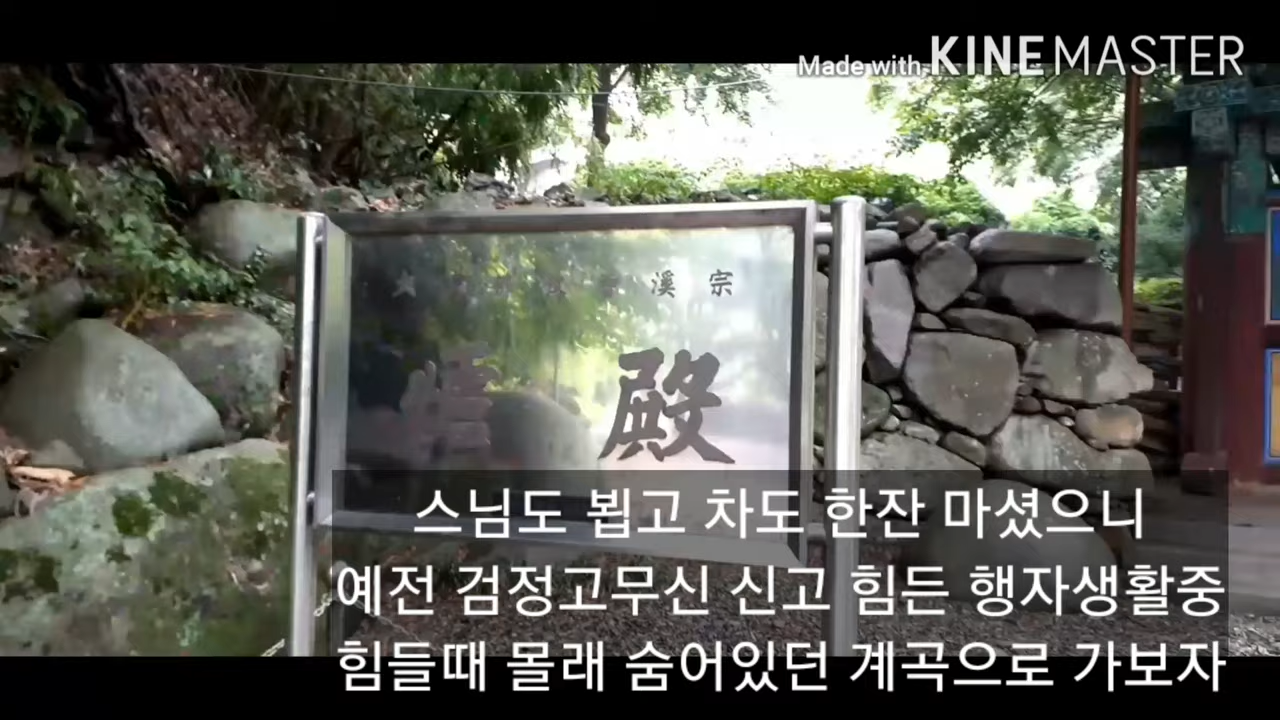 Made with KINEMASTER
溪 宗
殿
스님도 뵙고 차도 한잔 마셨으니
예전 검정고무신 신고 힘든 행자생활중
힘들때 몰래 숨어있던 계곡으로 가보자